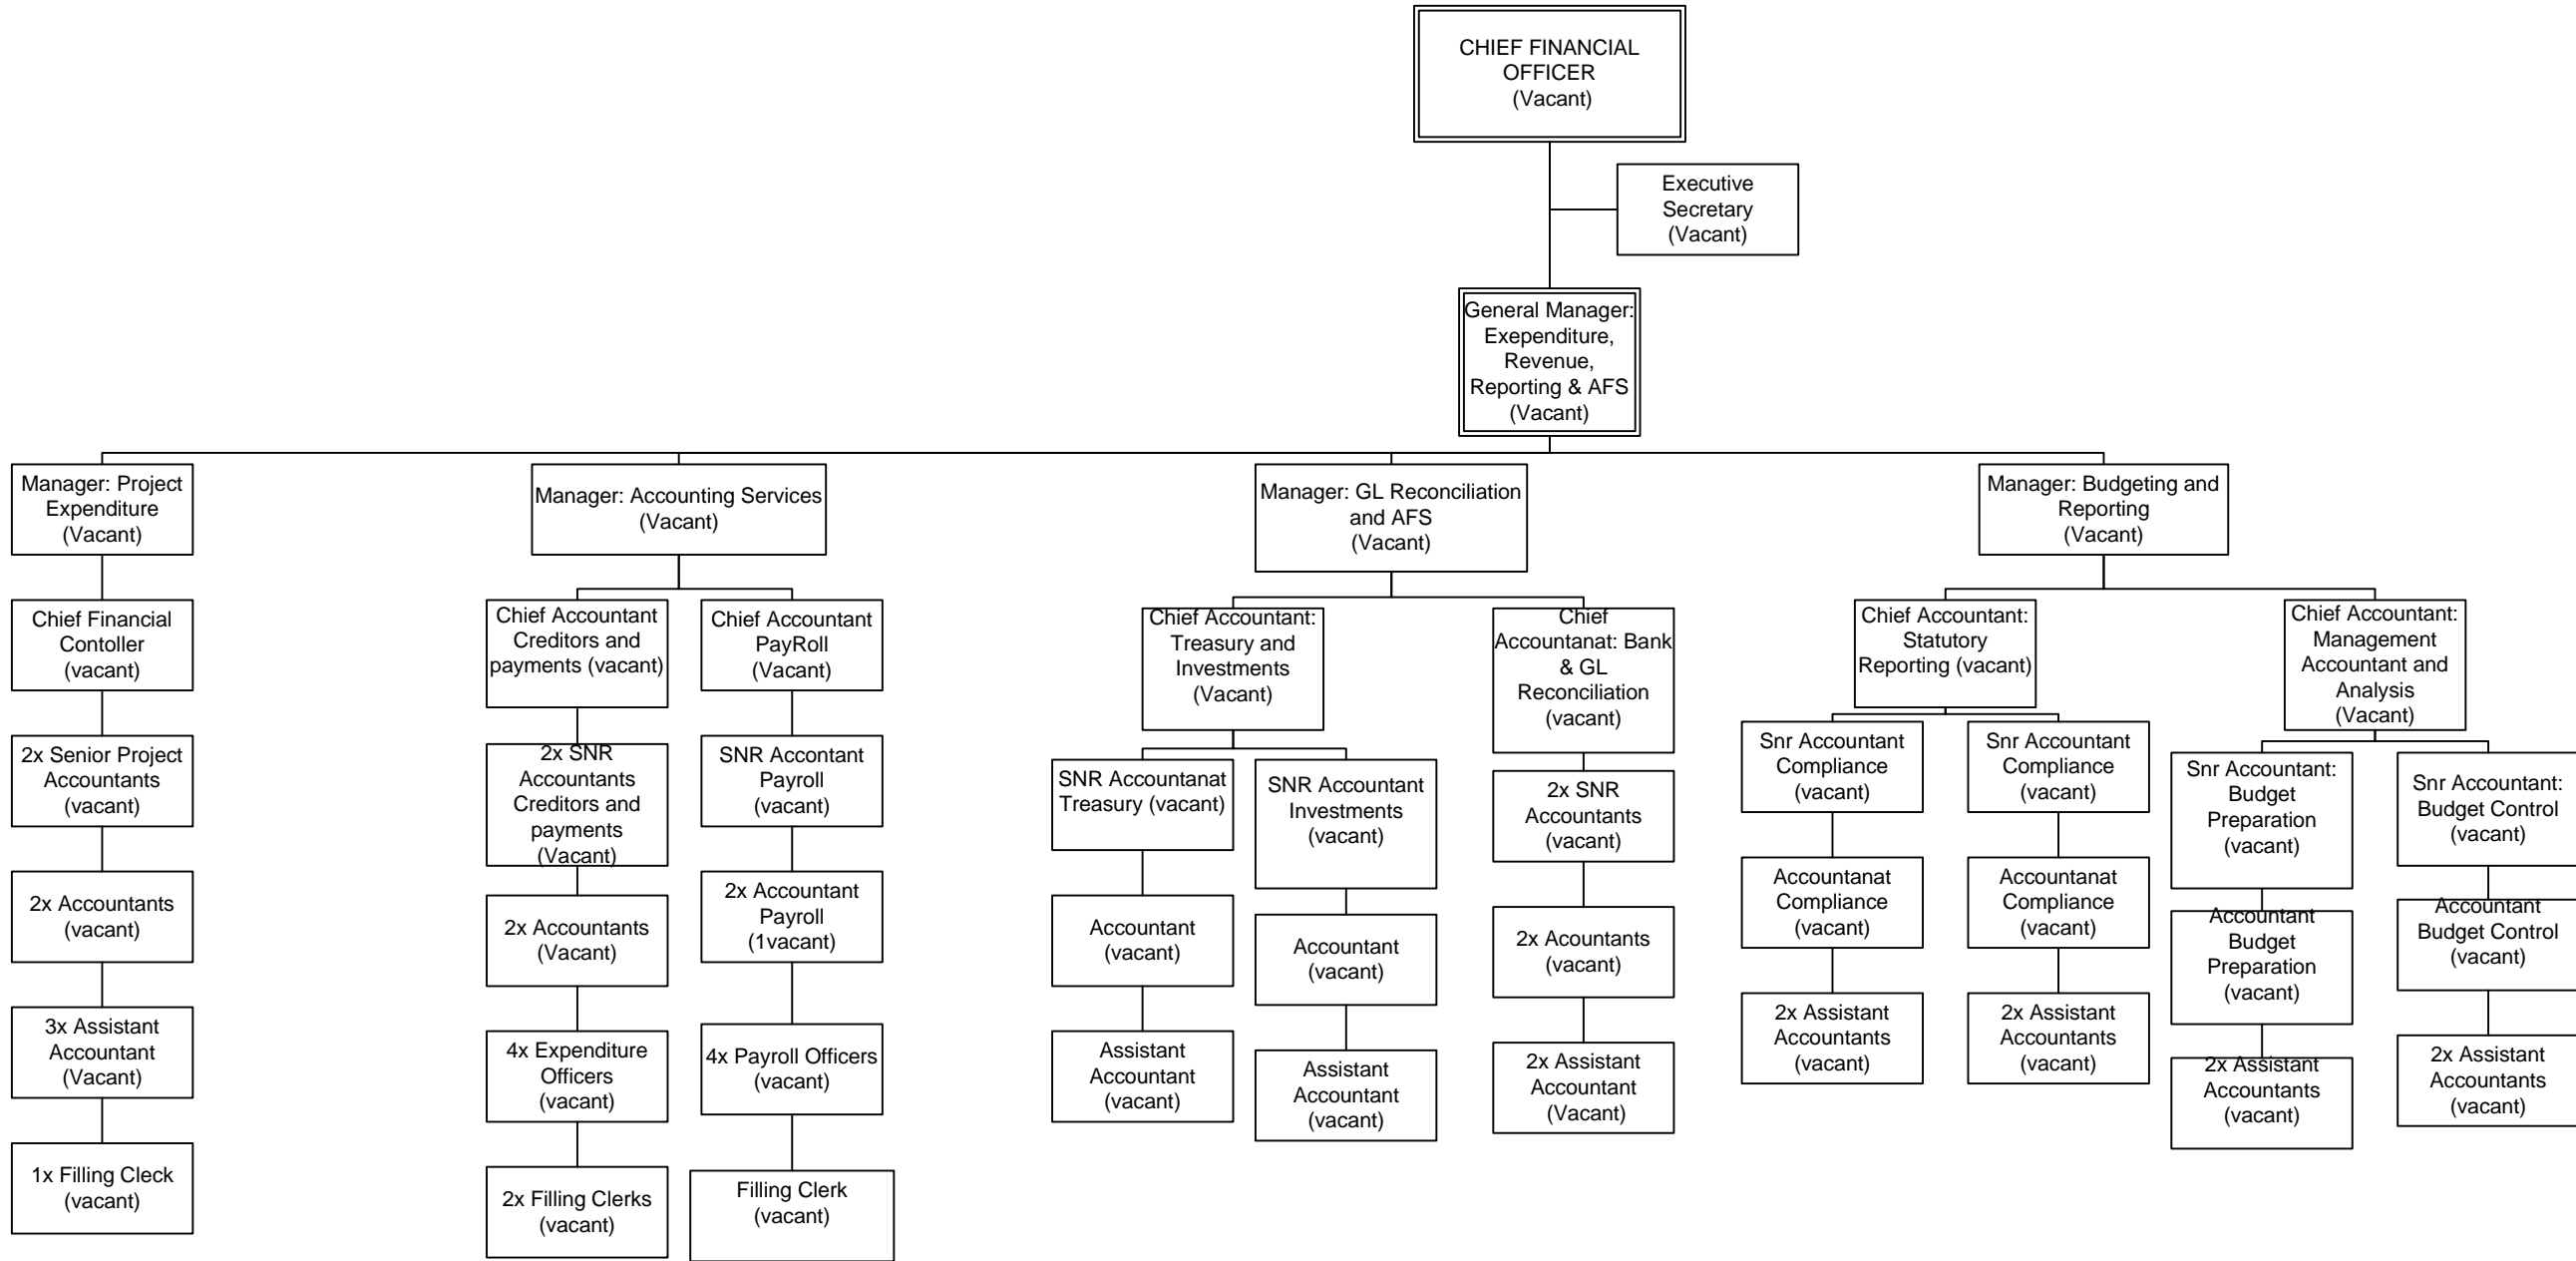 CHIEF FINANCIAL
OFFICER
(Vacant)
Executive
Secretary
(Vacant)
General Manager:
Exependiture,
Revenue,
Reporting & AFS
(Vacant)
Manager: Project
Expenditure
(Vacant)
Manager: Accounting Services
(Vacant)
Manager: GL Reconciliation
and AFS
(Vacant)
Manager: Budgeting and
Reporting
(Vacant)
Chief Financial
Contoller
(vacant)
Chief Accountant
Creditors and
payments (vacant)
Chief Accountant
PayRoll
(Vacant)
Chief Accountant:
Treasury and
Investments
(Vacant)
Chief
Accountanat: Bank
& GL
Reconciliation
(vacant)
Chief Accountant:
Statutory
Reporting (vacant)
Chief Accountant:
Management
Accountant and
Analysis
(Vacant)
2x Senior Project
Accountants
(vacant)
2x SNR
Accountants
Creditors and
payments
(Vacant)
SNR Accontant
Payroll
(vacant)
SNR Accountanat
Treasury (vacant)
SNR Accountant
Investments
(vacant)
2x SNR
Accountants
(vacant)
Snr Accountant
Compliance
(vacant)
Snr Accountant
Compliance
(vacant)
Snr Accountant:
Budget
Preparation
(vacant)
Snr Accountant:
Budget Control
(vacant)
2x Accountants
(vacant)
2x Accountants
(Vacant)
2x Accountant
Payroll
(1vacant)
Accountant
(vacant)
Accountant
(vacant)
2x Acountants
(vacant)
Accountanat
Compliance
(vacant)
Accountanat
Compliance
(vacant)
Accountant
Budget
Preparation
(vacant)
Accountant
Budget Control
(vacant)
3x Assistant
Accountant
(Vacant)
4x Expenditure
Officers
(vacant)
4x Payroll Officers
(vacant)
Assistant
Accountant
(vacant)
Assistant
Accountant
(vacant)
2x Assistant
Accountant
(Vacant)
2x Assistant
Accountants
(vacant)
2x Assistant
Accountants
(vacant)
2x Assistant
Accountants
(vacant)
2x Assistant
Accountants
(vacant)
1x Filling Cleck
(vacant)
2x Filling Clerks
(vacant)
Filling Clerk
(vacant)